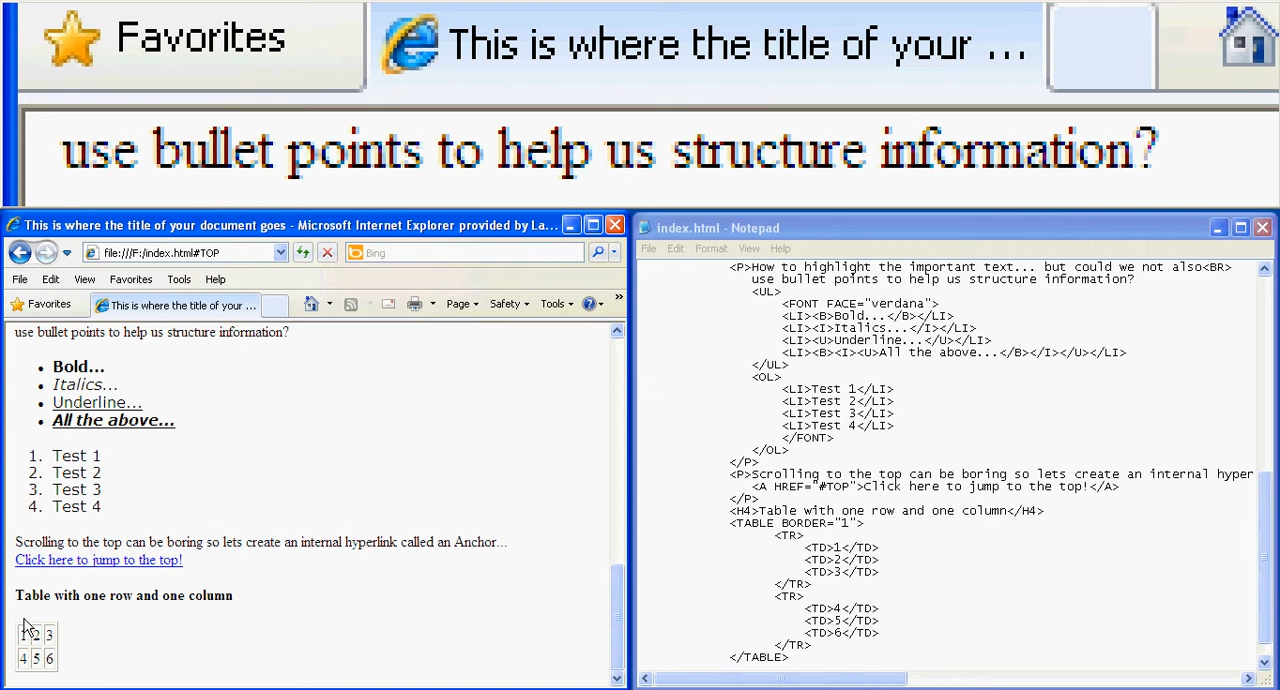 Favorites
This is where the title of your ...
use bullet points to help us structure information?
This is where the title of your document goes - Microsoft Internet Explorer provided by La...
file:///F:/index.html#TOP
Bing
File Edit View Favorites Tools Help
Favorites
This is where the title of your ...
Page Safety Tools »
use bullet points to help us structure information?
• Bold...
• Italics...
• Underline...
• All the above...
1. Test 1
2. Test 2
3. Test 3
4. Test 4
Scrolling to the top can be boring so lets create an internal hyperlink called an Anchor...
Click here to jump to the top!
Table with one row and one column
1 2 3
4 5 6
index.html - Notepad
File Edit Format View Help
<P>How to highlight the important text... but could we not also<BR>
use bullet points to help us structure information?
<UL>
<FONT FACE="verdana">
<LI><B>Bold...</B></LI>
<LI><I>Italics...</I></LI>
<LI><U>Underline...</U></LI>
<LI><B><I><U>All the above...</B></I></U></LI>
</UL>
<OL>
<LI>Test 1</LI>
<LI>Test 2</LI>
<LI>Test 3</LI>
<LI>Test 4</LI>
</FONT>
</OL>
</P>
<P>Scrolling to the top can be boring so lets create an internal hyper
<A HREF="#TOP">Click here to jump to the top!</A>
</P>
<H4>Table with one row and one column</H4>
<TABLE BORDER="1">
<TR>
<TD>1</TD>
<TD>2</TD>
<TD>3</TD>
</TR>
<TR>
<TD>4</TD>
<TD>5</TD>
<TD>6</TD>
</TR>
</TABLE>